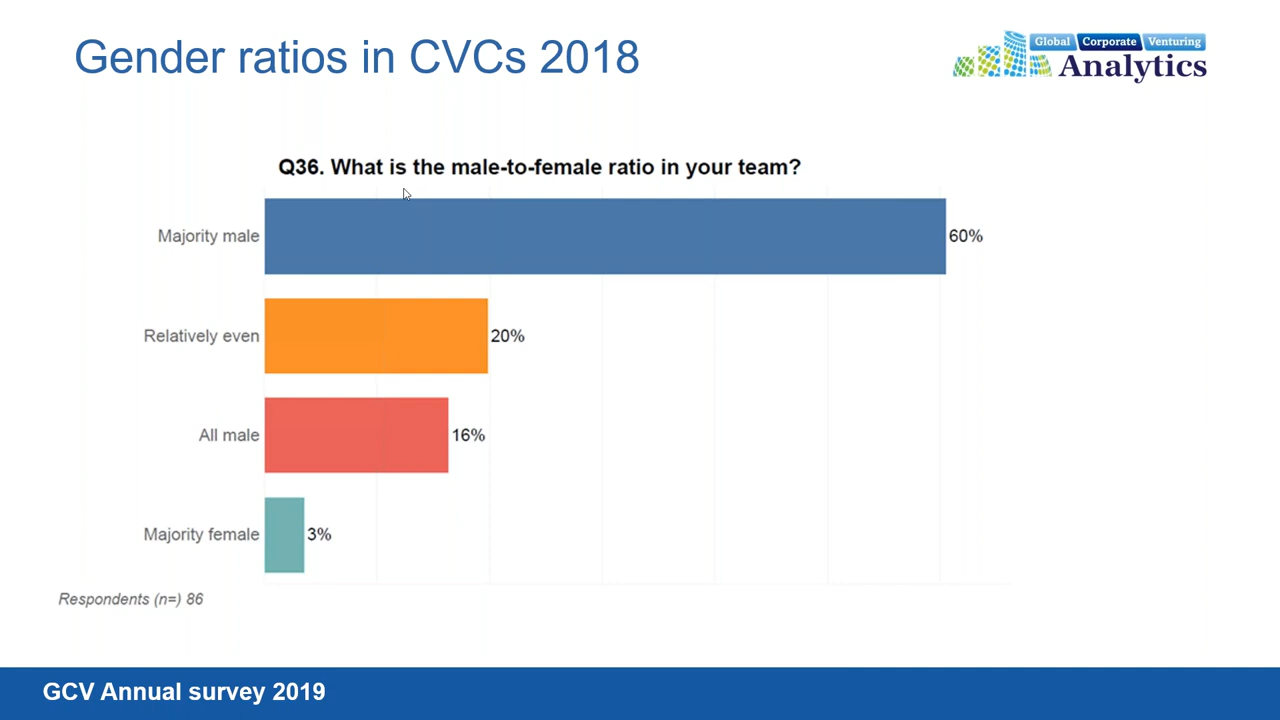 Gender ratios in CVCs 2018
Global Corporate Venturing
Analytics
Q36. What is the male-to-female ratio in your team?
Majority male 60%
Relatively even 20%
All male 16%
Majority female 3%
Respondents (n=) 86
GCV Annual survey 2019